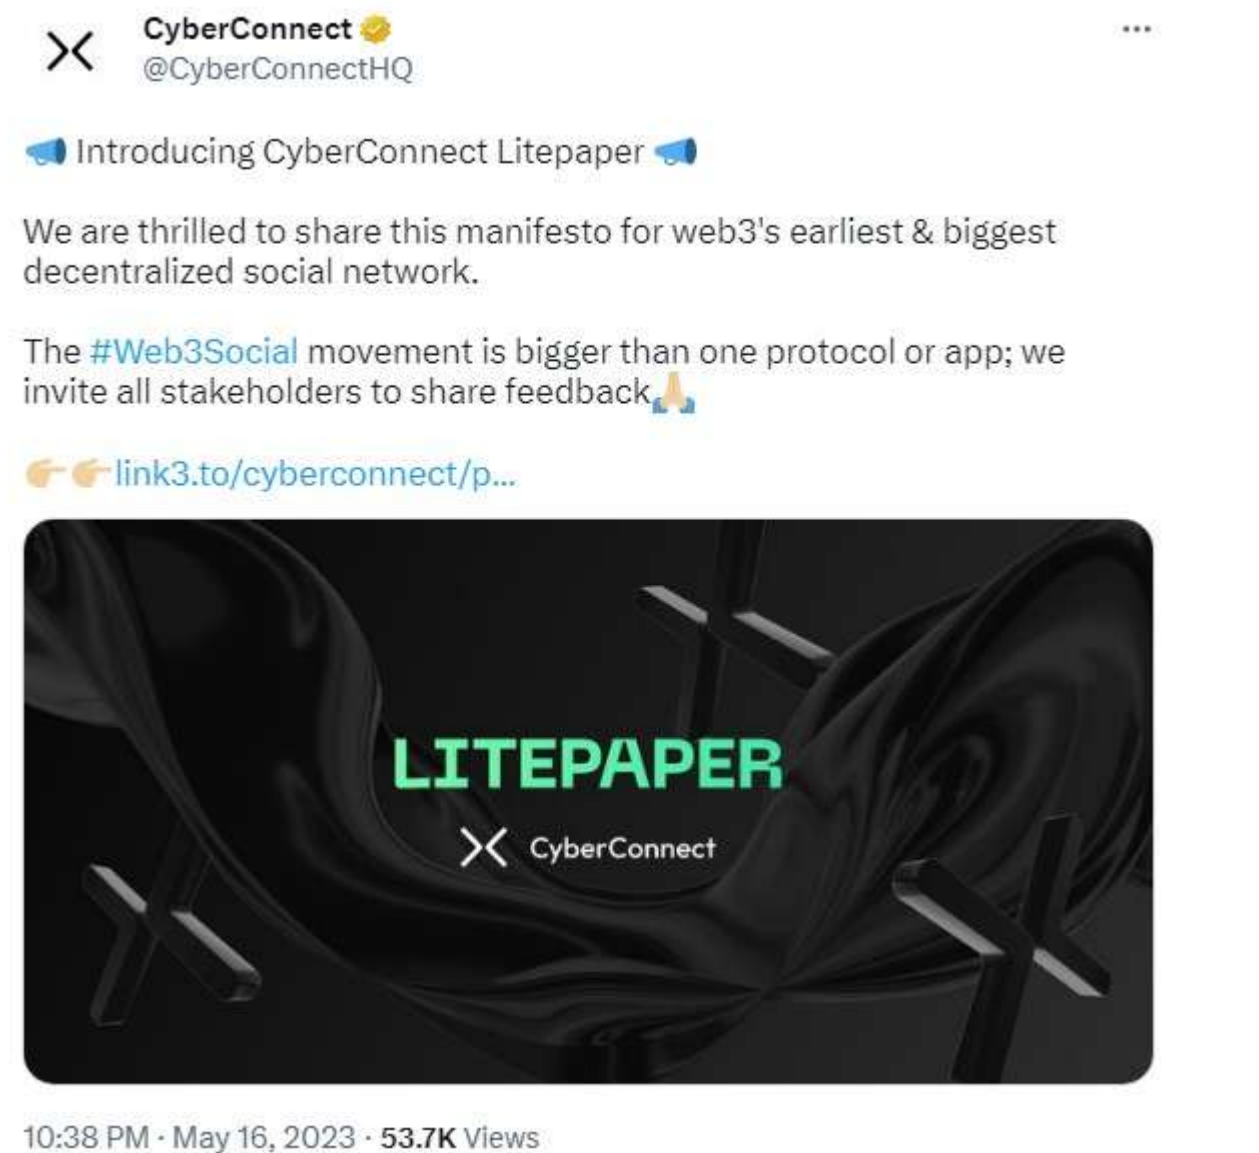 CyberConnect
@CyberConnectHQ
📢 Introducing CyberConnect Litepaper 📢
We are thrilled to share this manifesto for web3's earliest & biggest
decentralized social network.
The #Web3Social movement is bigger than one protocol or app; we
invite all stakeholders to share feedback🙏🏼
👉🏼👉🏼link3.to/cyberconnect/p...
LITEPAPER
CyberConnect
10:38 PM · May 16, 2023 · 53.7K Views